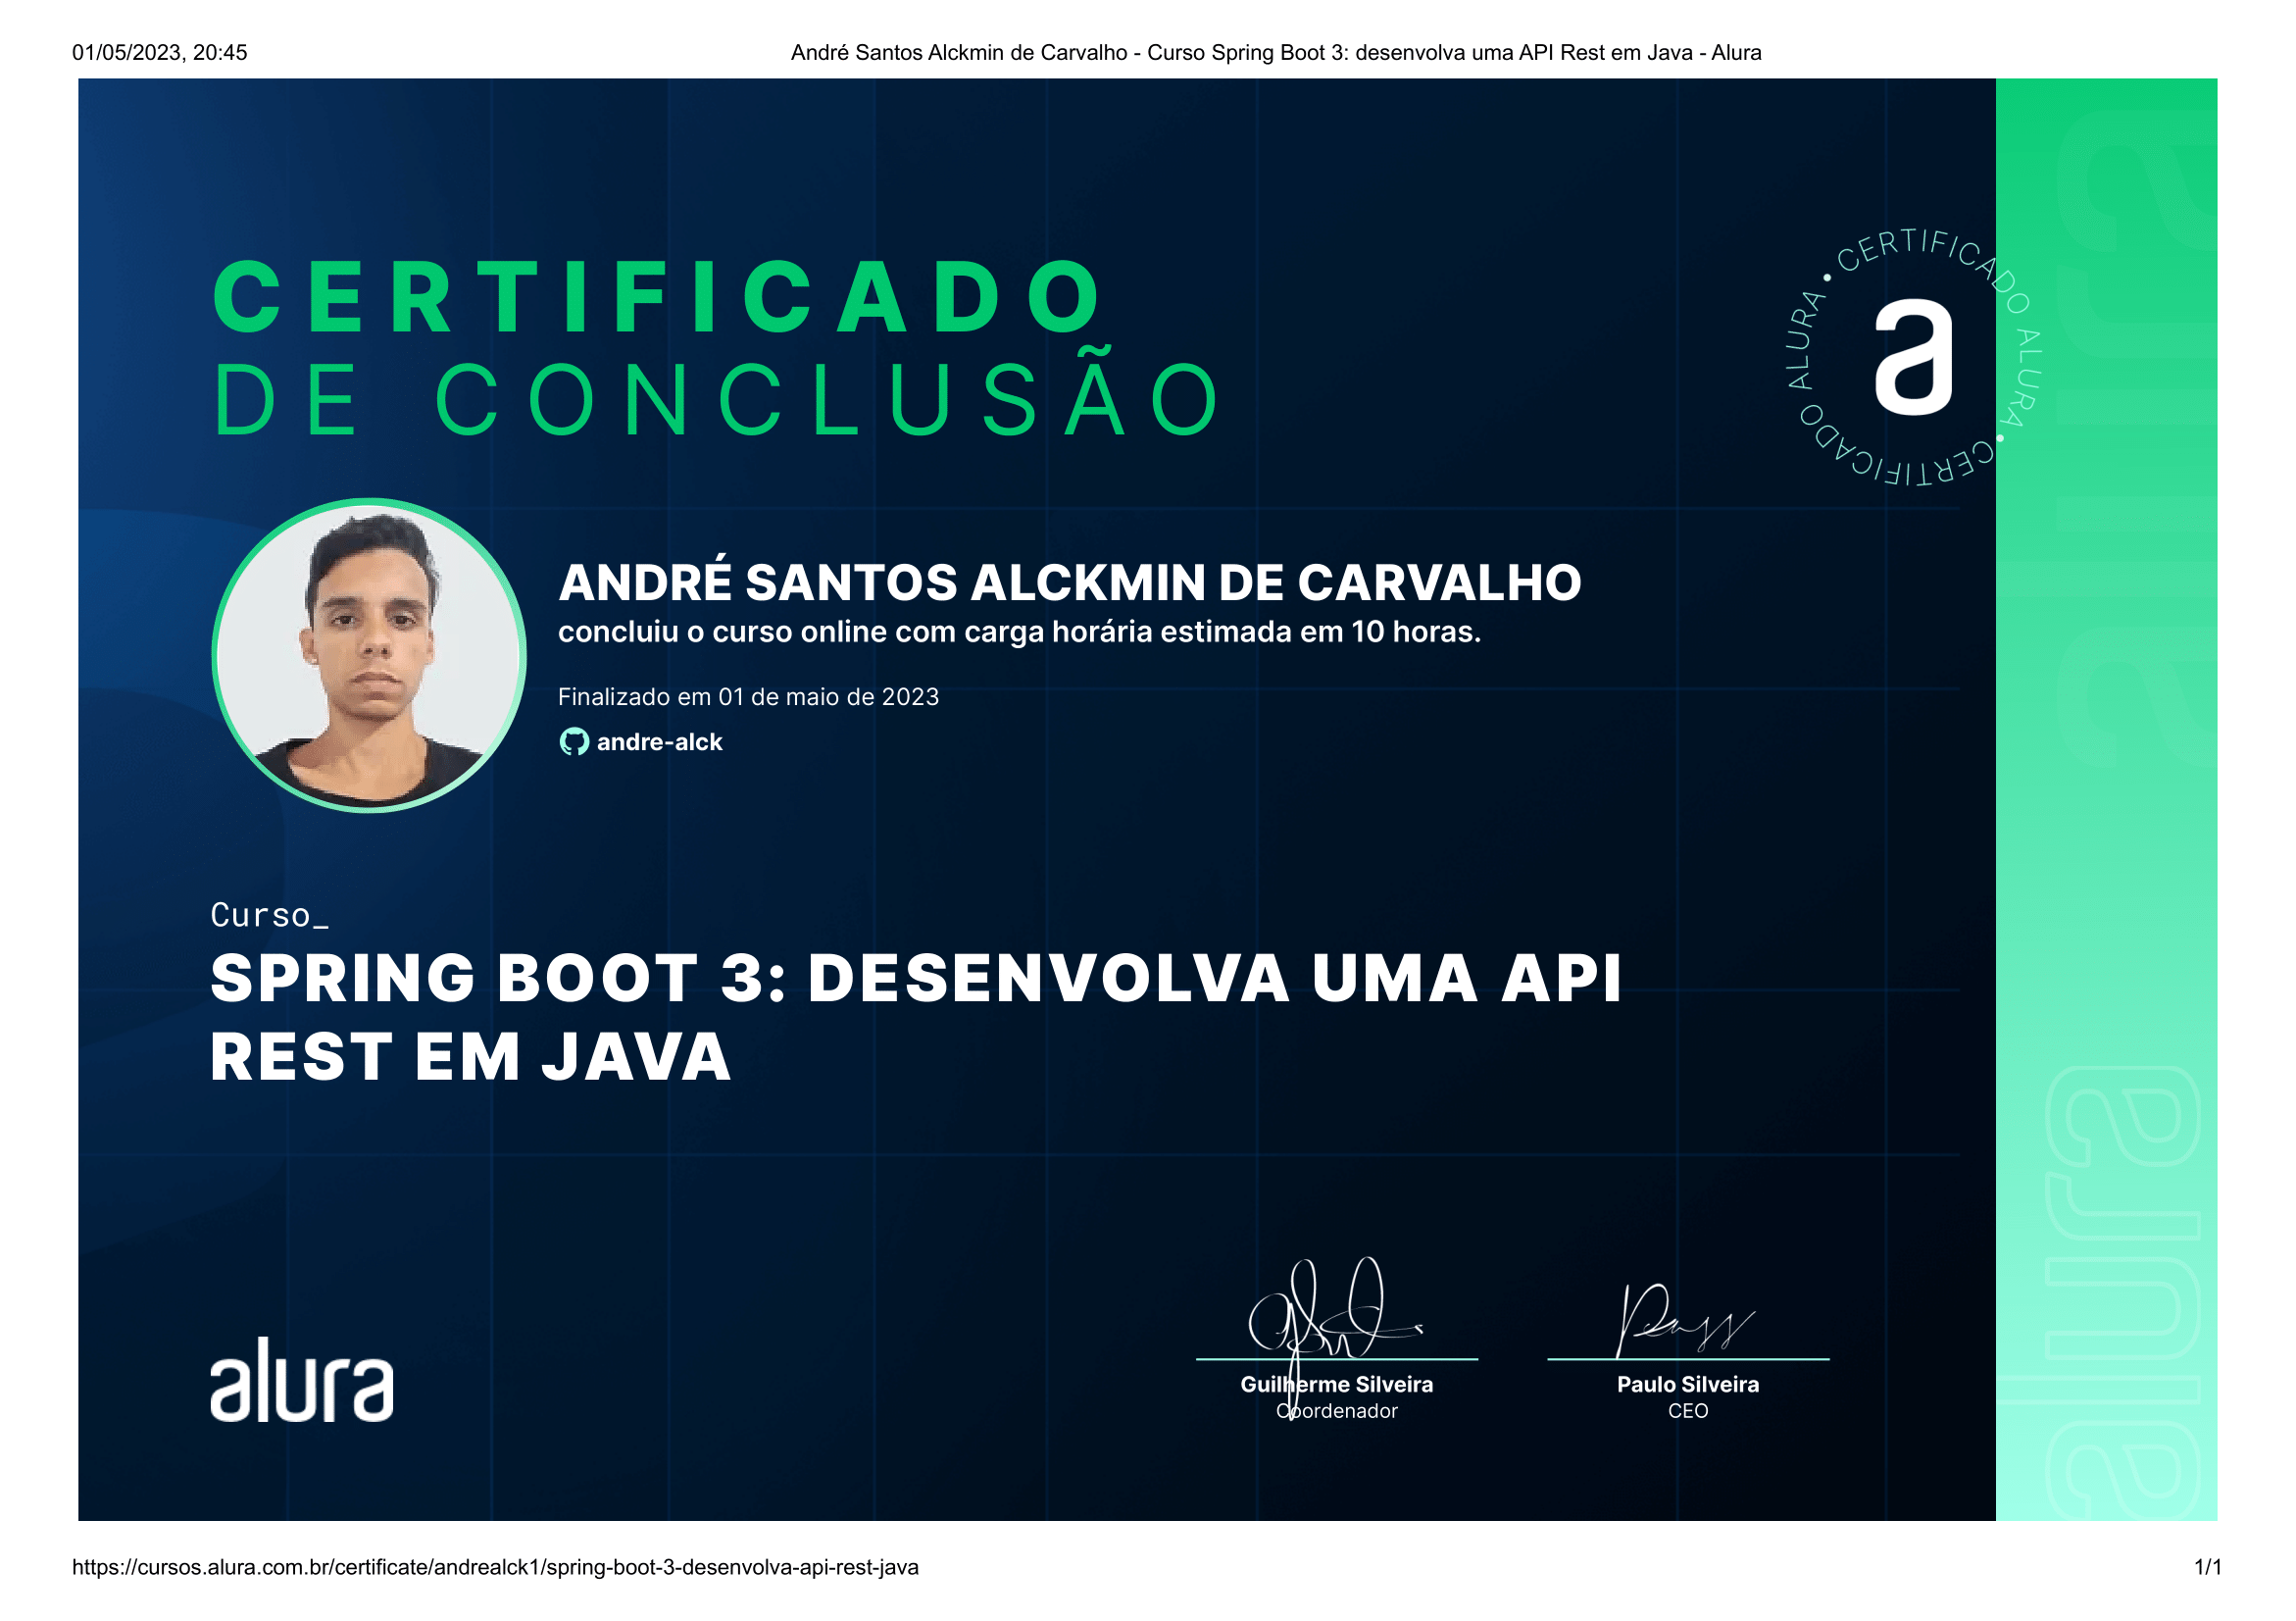 01/05/2023, 20:45
André Santos Alckmin de Carvalho - Curso Spring Boot 3: desenvolva uma API Rest em Java - Alura
CERTIFICADO
DE CONCLUSÃO
CERTIFICADO ALURA • CERTIFICADO ALURA •
a
ANDRÉ SANTOS ALCKMIN DE CARVALHO
concluiu o curso online com carga horária estimada em 10 horas.
Finalizado em 01 de maio de 2023
andre-alck
Curso_
SPRING BOOT 3: DESENVOLVA UMA API
REST EM JAVA
alura
Guilherme Silveira
Coordenador
Paulo Silveira
CEO
alura
alura
https://cursos.alura.com.br/certificate/andrealck1/spring-boot-3-desenvolva-api-rest-java
1/1